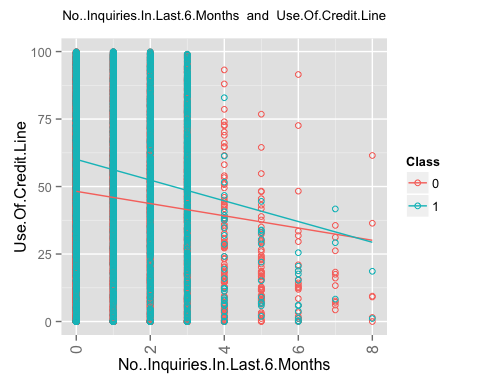 No..Inquiries.In.Last.6.Months and Use.Of.Credit.Line
100
75
50
25
0
Use.Of.Credit.Line
0 2 4 6 8
No..Inquiries.In.Last.6.Months
Class
0
1